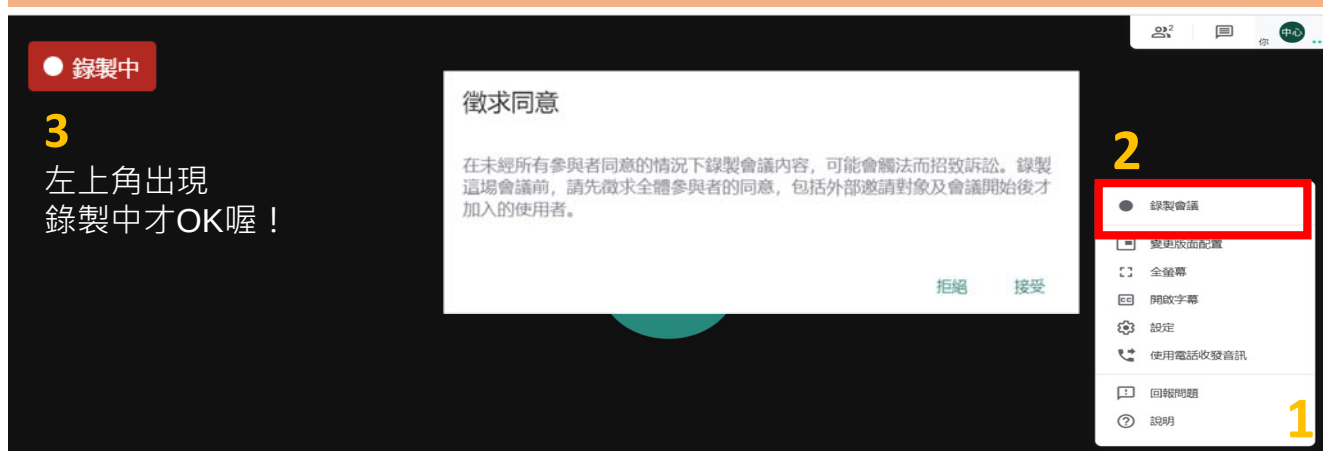 錄製中
3
左上角出現
錄製中才OK喔！
徵求同意
在未經所有參與者同意的情況下錄製會議內容，可能會觸法而招致訴訟。錄製
這場會議前，請先徵求全體參與者的同意，包括外部邀請對象及會議開始後才
加入的使用者。
拒絕 接受
2
你 中心
2
錄製會議
變更版面配置
全螢幕
CC 開啟字幕
設定
使用電話收發音訊
回報問題
說明
1